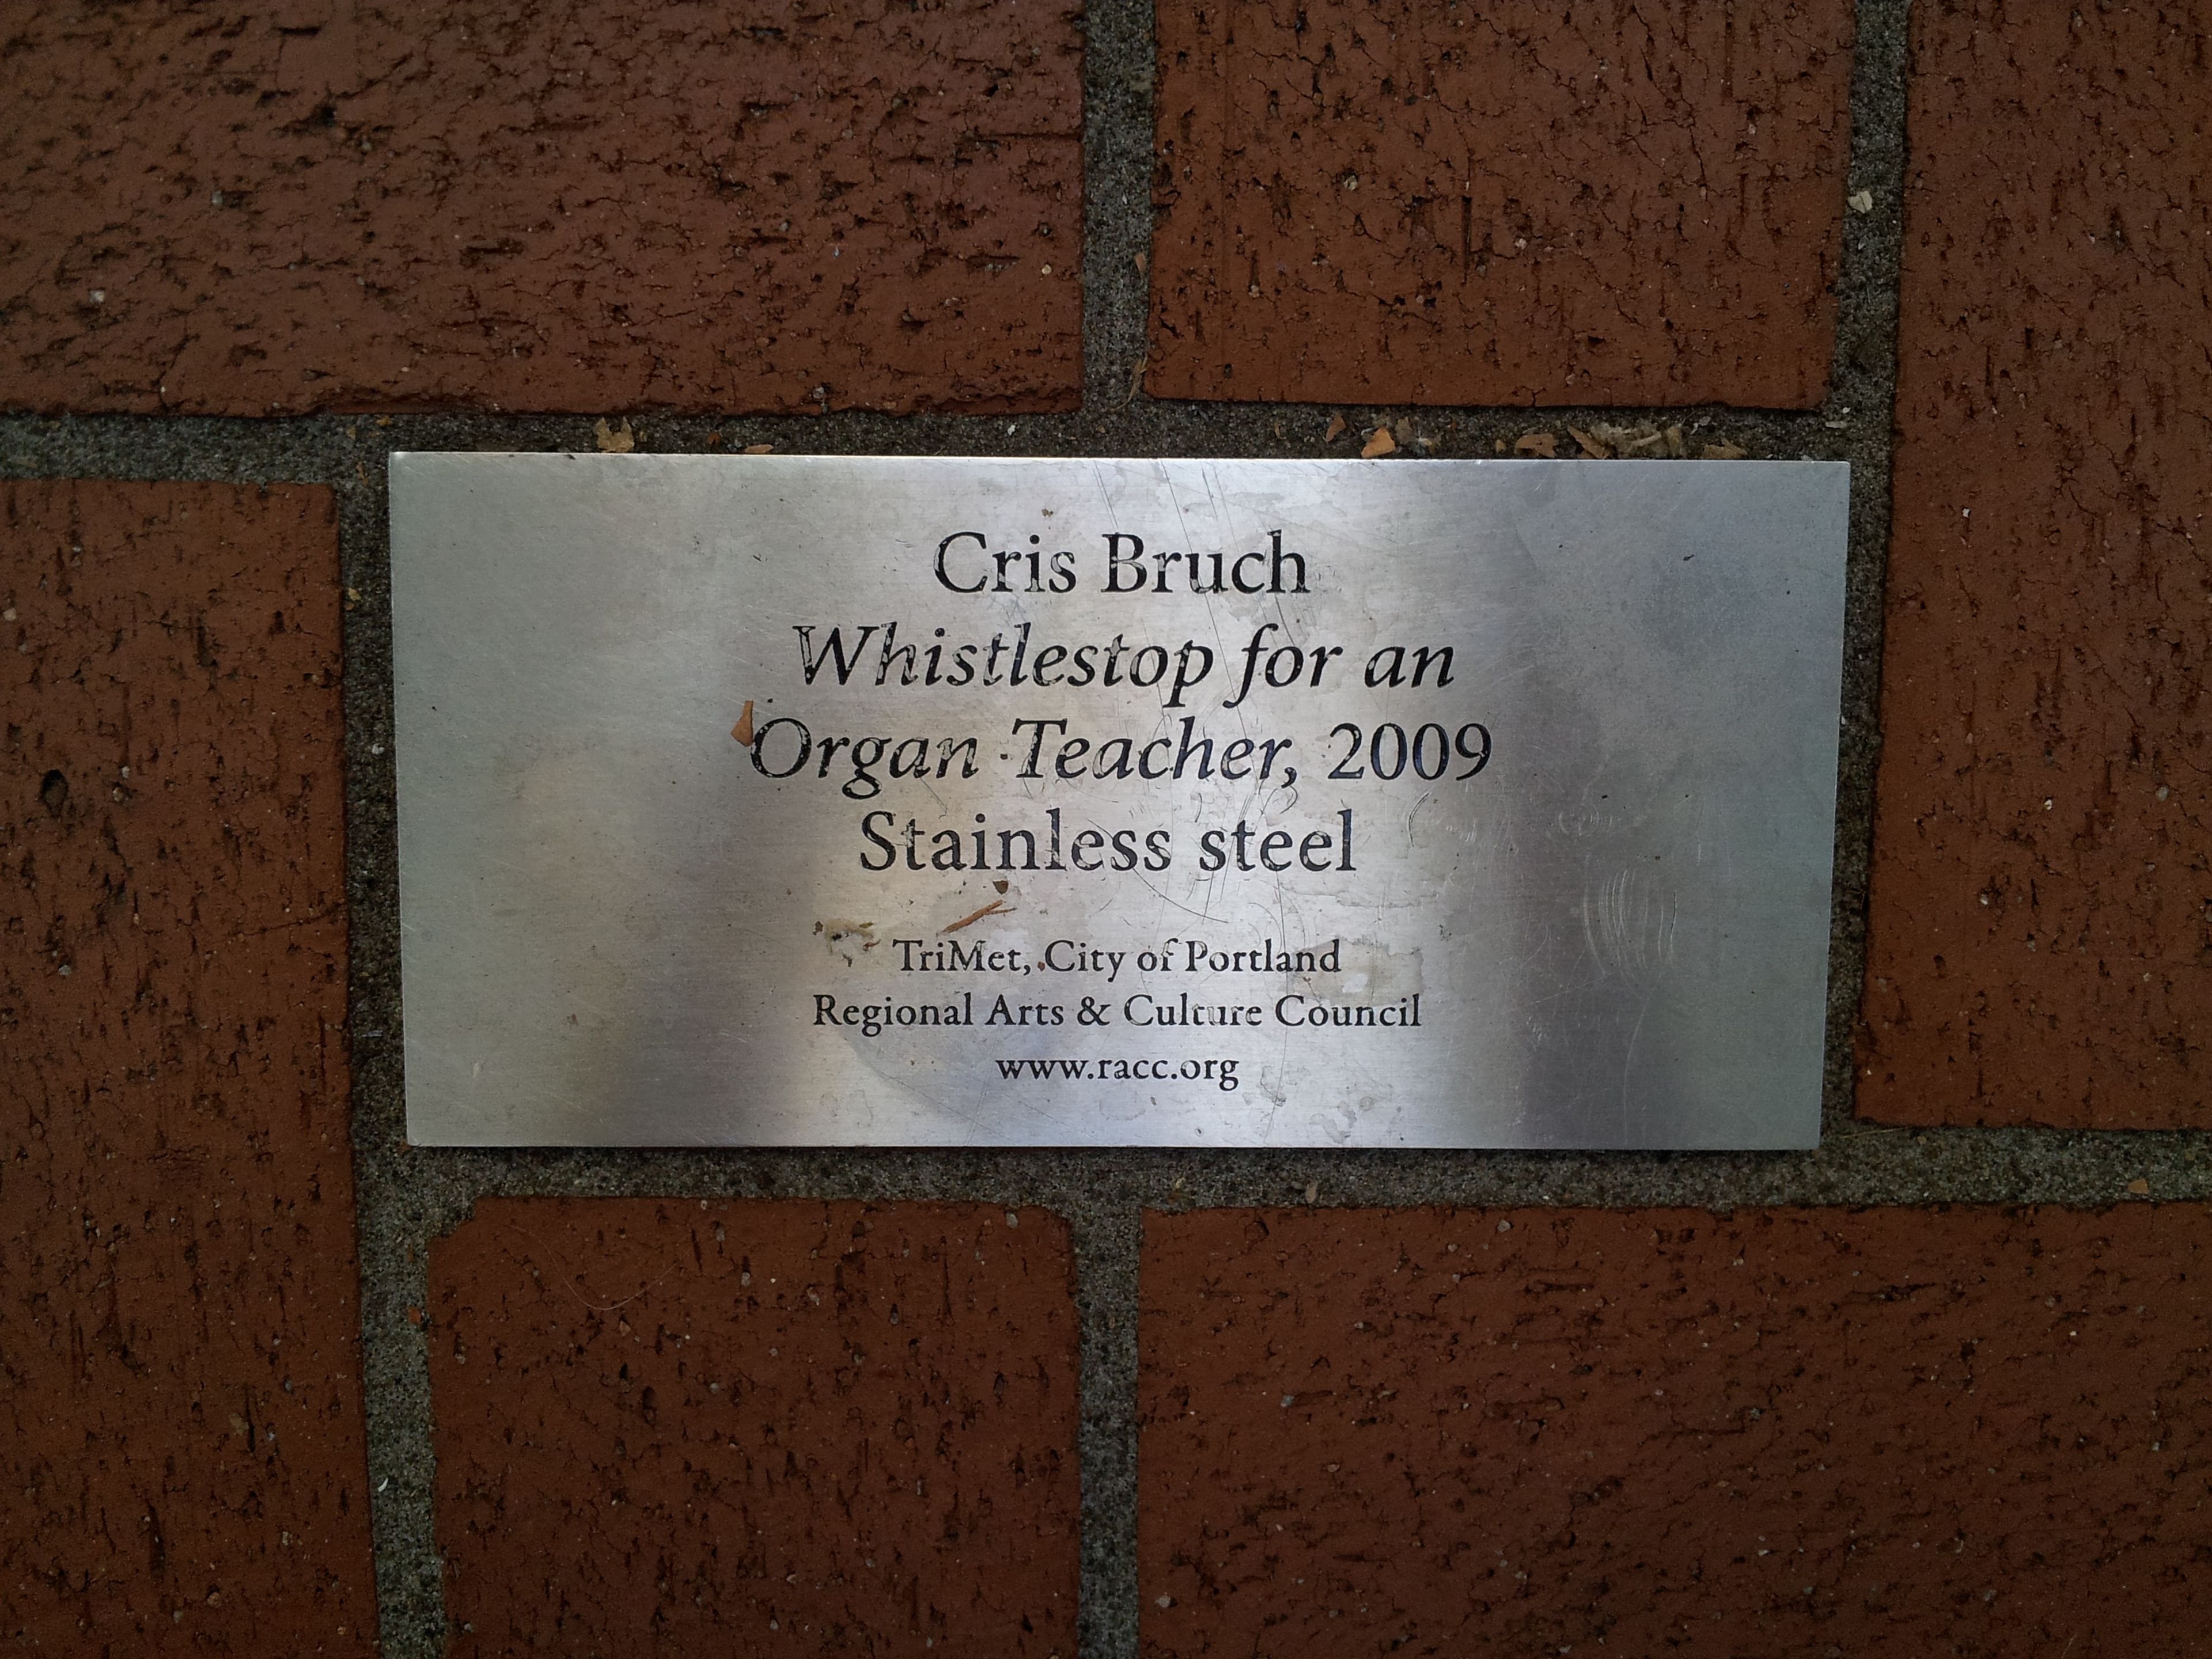 Cris Bruch
Whistlestop for an
Organ Teacher, 2009
Stainless steel
TriMet, City of Portland
Regional Arts & Culture Council
www.racc.org